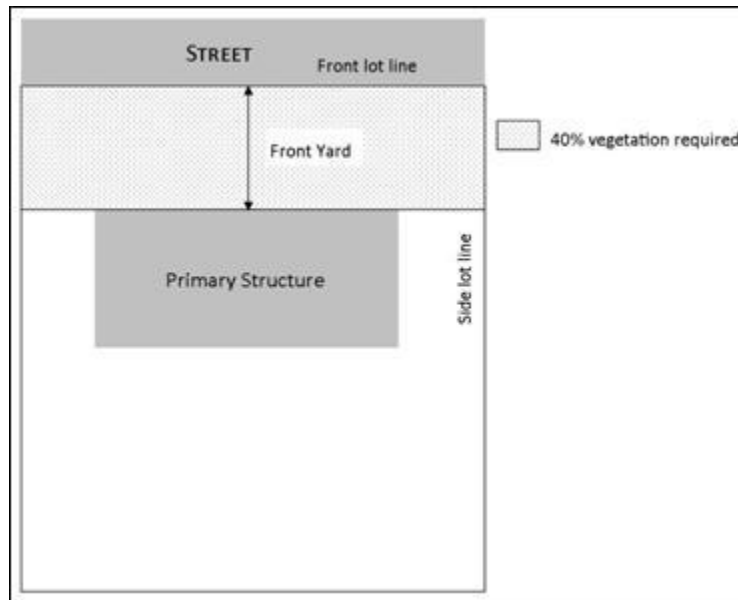 STREET
Front lot line
Front Yard
40% vegetation required
Primary Structure
Side lot line